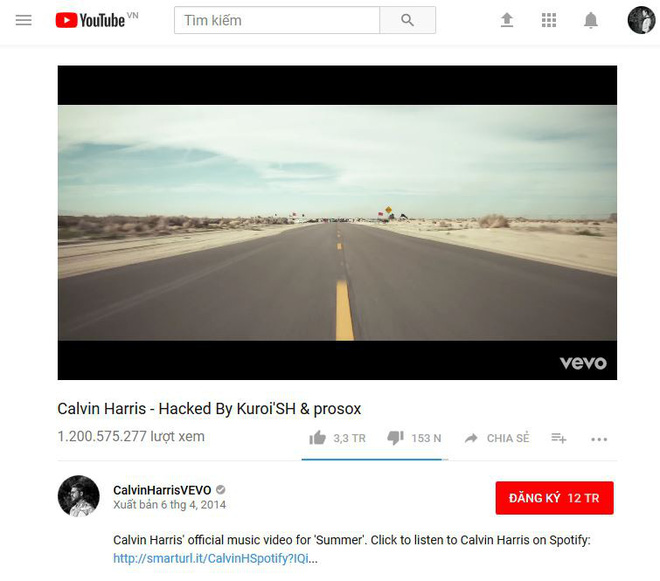 YouTube VN
Tìm kiếm
vevo
Calvin Harris - Hacked By Kuroi'SH & prosox
1.200.575.277 lượt xem
3,3 TR
153 N
CHIA SẺ
CalvinHarrisVEVO
Xuất bản 6 thg 4, 2014
ĐĂNG KÝ 12 TR
Calvin Harris' official music video for 'Summer'. Click to listen to Calvin Harris on Spotify:
http://smarturl.it/CalvinHSpotify?IQi...